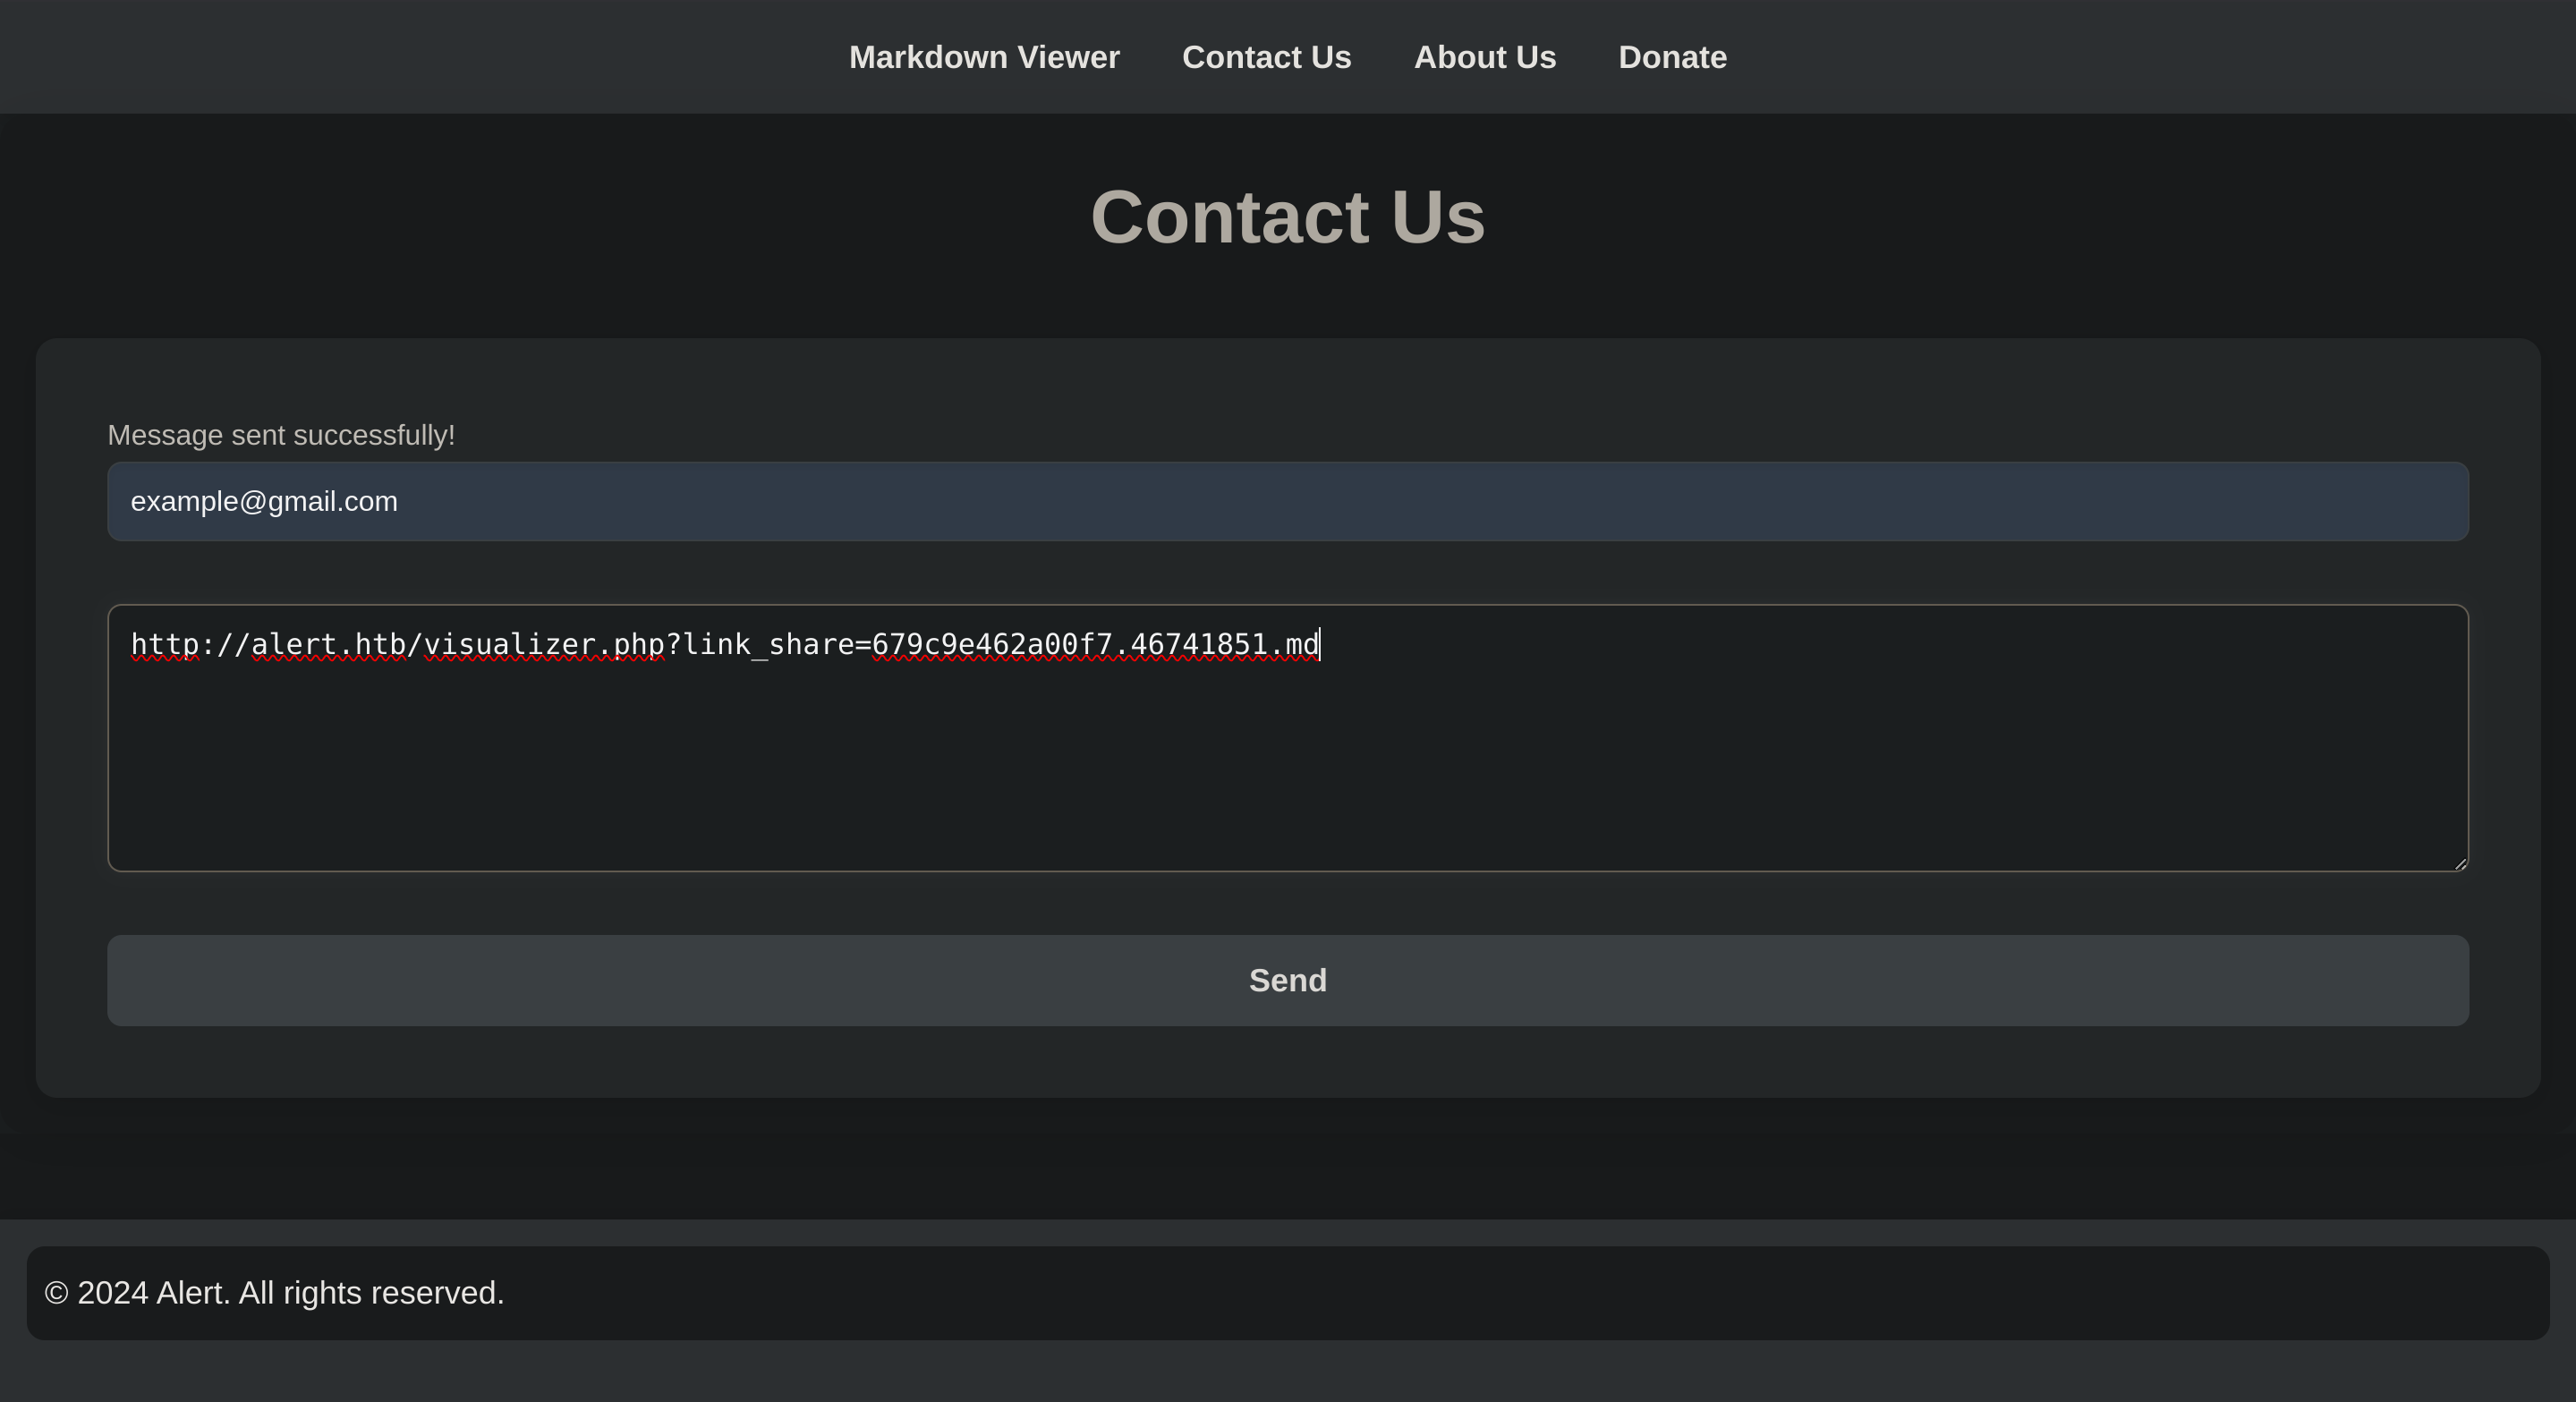 Markdown Viewer Contact Us About Us Donate
Contact Us
Message sent successfully!
example@gmail.com
http://alert.htb/visualizer.php?link_share=679c9e462a00f7.46741851.md
Send
© 2024 Alert. All rights reserved.